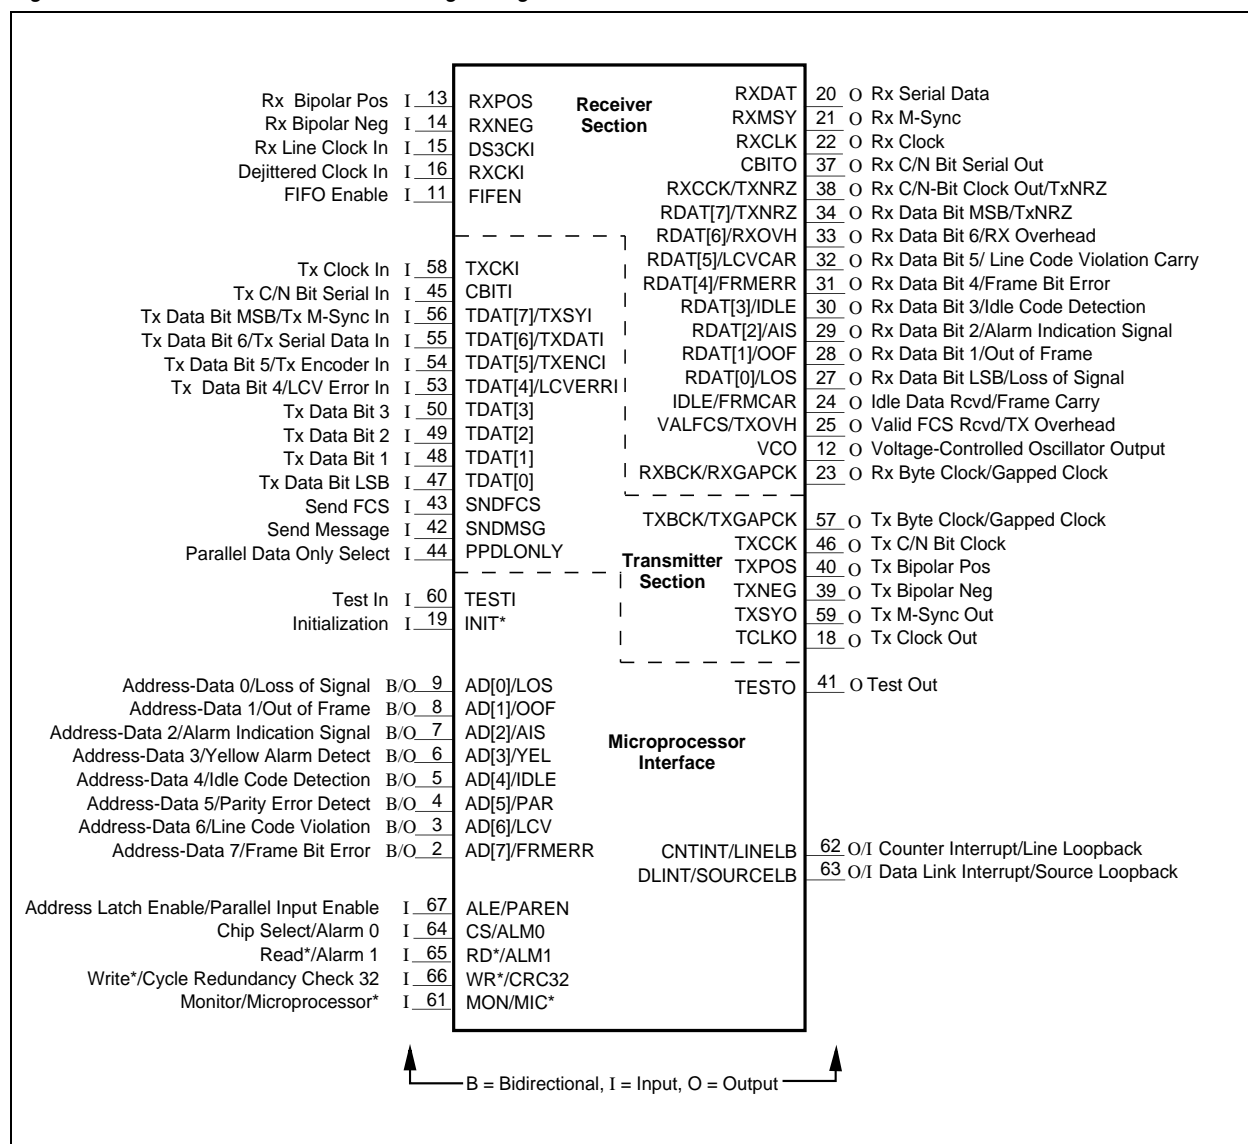 Receiver
Section
Rx Bipolar Pos I 13 RXPOS
Rx Bipolar Neg I 14 RXNEG
Rx Line Clock In I 15 DS3CKI
Dejittered Clock In I 16 RXCKI
FIFO Enable I 11 FIFEN
RXDAT 20 O Rx Serial Data
RXMSY 21 O Rx M-Sync
RXCLK 22 O Rx Clock
CBITO 37 O Rx C/N Bit Serial Out
RXCCK/TXNRZ 38 O Rx C/N-Bit Clock Out/TxNRZ
RDAT[7]/TXNRZ 34 O Rx Data Bit MSB/TxNRZ
RDAT[6]/RXOVH 33 O Rx Data Bit 6/RX Overhead
RDAT[5]/LCVCAR 32 O Rx Data Bit 5/ Line Code Violation Carry
RDAT[4]/FRMERR 31 O Rx Data Bit 4/Frame Bit Error
RDAT[3]/IDLE 30 O Rx Data Bit 3/Idle Code Detection
RDAT[2]/AIS 29 O Rx Data Bit 2/Alarm Indication Signal
RDAT[1]/OOF 28 O Rx Data Bit 1/Out of Frame
RDAT[0]/LOS 27 O Rx Data Bit LSB/Loss of Signal
IDLE/FRMCAR 24 O Idle Data Rcvd/Frame Carry
VALFCS/TXOVH 25 O Valid FCS Rcvd/TX Overhead
VCO 12 O Voltage-Controlled Oscillator Output
RXBCK/RXGAPCK 23 O Rx Byte Clock/Gapped Clock
Tx Clock In I 58 TXCKI
Tx C/N Bit Serial In I 45 CBITI
Tx Data Bit MSB/Tx M-Sync In I 56 TDAT[7]/TXSYI
Tx Data Bit 6/Tx Serial Data In I 55 TDAT[6]/TXDATI
Tx Data Bit 5/Tx Encoder In I 54 TDAT[5]/TXENCI
Tx Data Bit 4/LCV Error In I 53 TDAT[4]/LCVERRI
Tx Data Bit 3 I 50 TDAT[3]
Tx Data Bit 2 I 49 TDAT[2]
Tx Data Bit 1 I 48 TDAT[1]
Tx Data Bit LSB I 47 TDAT[0]
Send FCS I 43 SNDFCS
Send Message I 42 SNDMSG
Parallel Data Only Select I 44 PPDLONLY
Transmitter
Section
TXBCK/TXGAPCK 57 O Tx Byte Clock/Gapped Clock
TXCCK 46 O Tx C/N Bit Clock
TXPOS 40 O Tx Bipolar Pos
TXNEG 39 O Tx Bipolar Neg
TXSYO 59 O Tx M-Sync Out
TCLKO 18 O Tx Clock Out
Test In I 60 TESTI
Initialization I 19 INIT*
TESTO 41 O Test Out
Address-Data 0/Loss of Signal B/O 9 AD[0]/LOS
Address-Data 1/Out of Frame B/O 8 AD[1]/OOF
Address-Data 2/Alarm Indication Signal B/O 7 AD[2]/AIS
Address-Data 3/Yellow Alarm Detect B/O 6 AD[3]/YEL
Address-Data 4/Idle Code Detection B/O 5 AD[4]/IDLE
Address-Data 5/Parity Error Detect B/O 4 AD[5]/PAR
Address-Data 6/Line Code Violation B/O 3 AD[6]/LCV
Address-Data 7/Frame Bit Error B/O 2 AD[7]/FRMERR
Microprocessor
Interface
CNTINT/LINELB 62 O/I Counter Interrupt/Line Loopback
DLINT/SOURCELB 63 O/I Data Link Interrupt/Source Loopback
Address Latch Enable/Parallel Input Enable I 67 ALE/PAREN
Chip Select/Alarm 0 I 64 CS/ALM0
Read*/Alarm 1 I 65 RD*/ALM1
Write*/Cycle Redundancy Check 32 I 66 WR*/CRC32
Monitor/Microprocessor* I 61 MON/MIC*
B = Bidirectional, I = Input, O = Output